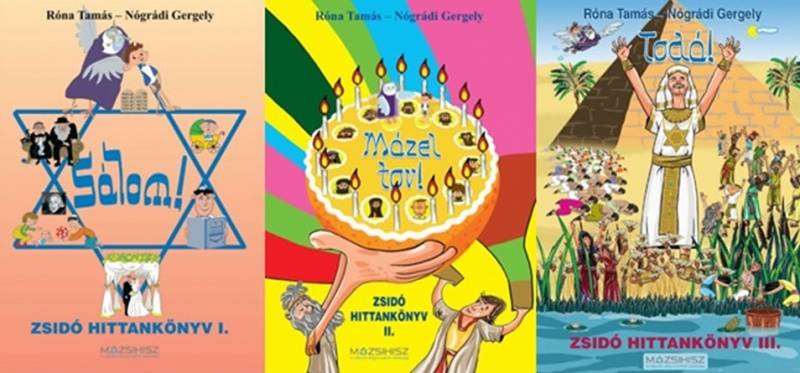 Róna Tamás – Nógrádi Gergely
Sálom!
ZSIDÓ HITTANKÖNYV I.
MAZSIHISZ
Róna Tamás – Nógrádi Gergely
Mázel
tov!
ZSIDÓ
HITTANKÖNYV
II.
MAZSIHISZ
Róna Tamás – Nógrádi Gergely
Todá!
ZSIDÓ HITTANKÖNYV III.
MAZSIHISZ